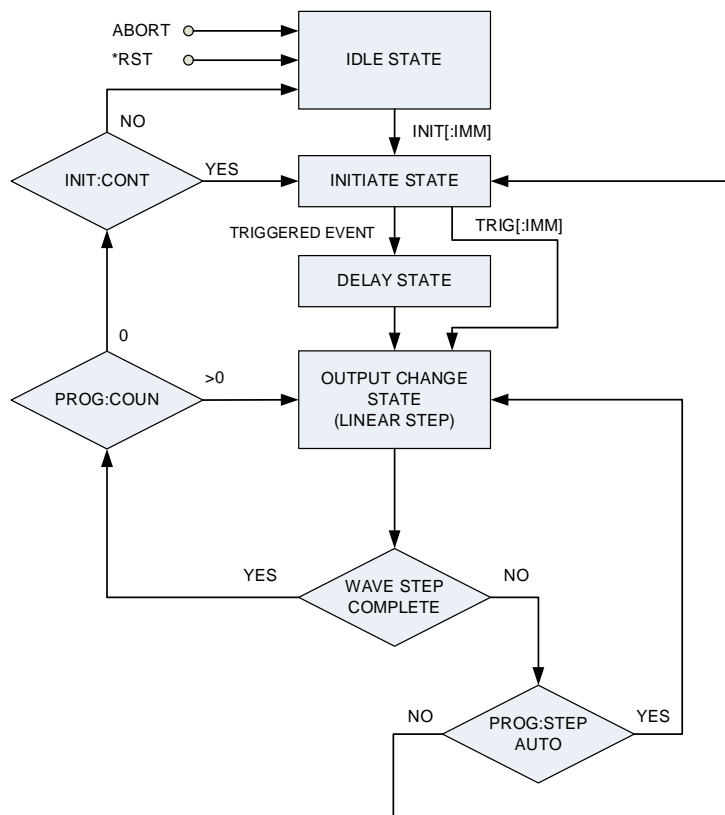 ABORT
*RST
IDLE STATE
NO
INIT[:IMM]
INIT:CONT
YES
INITIATE STATE
TRIGGERED EVENT
TRIG[:IMM]
DELAY STATE
0
PROG:COUN
>0
OUTPUT CHANGE
STATE
(LINEAR STEP)
YES
WAVE STEP
COMPLETE
NO
NO
PROG:STEP
AUTO
YES